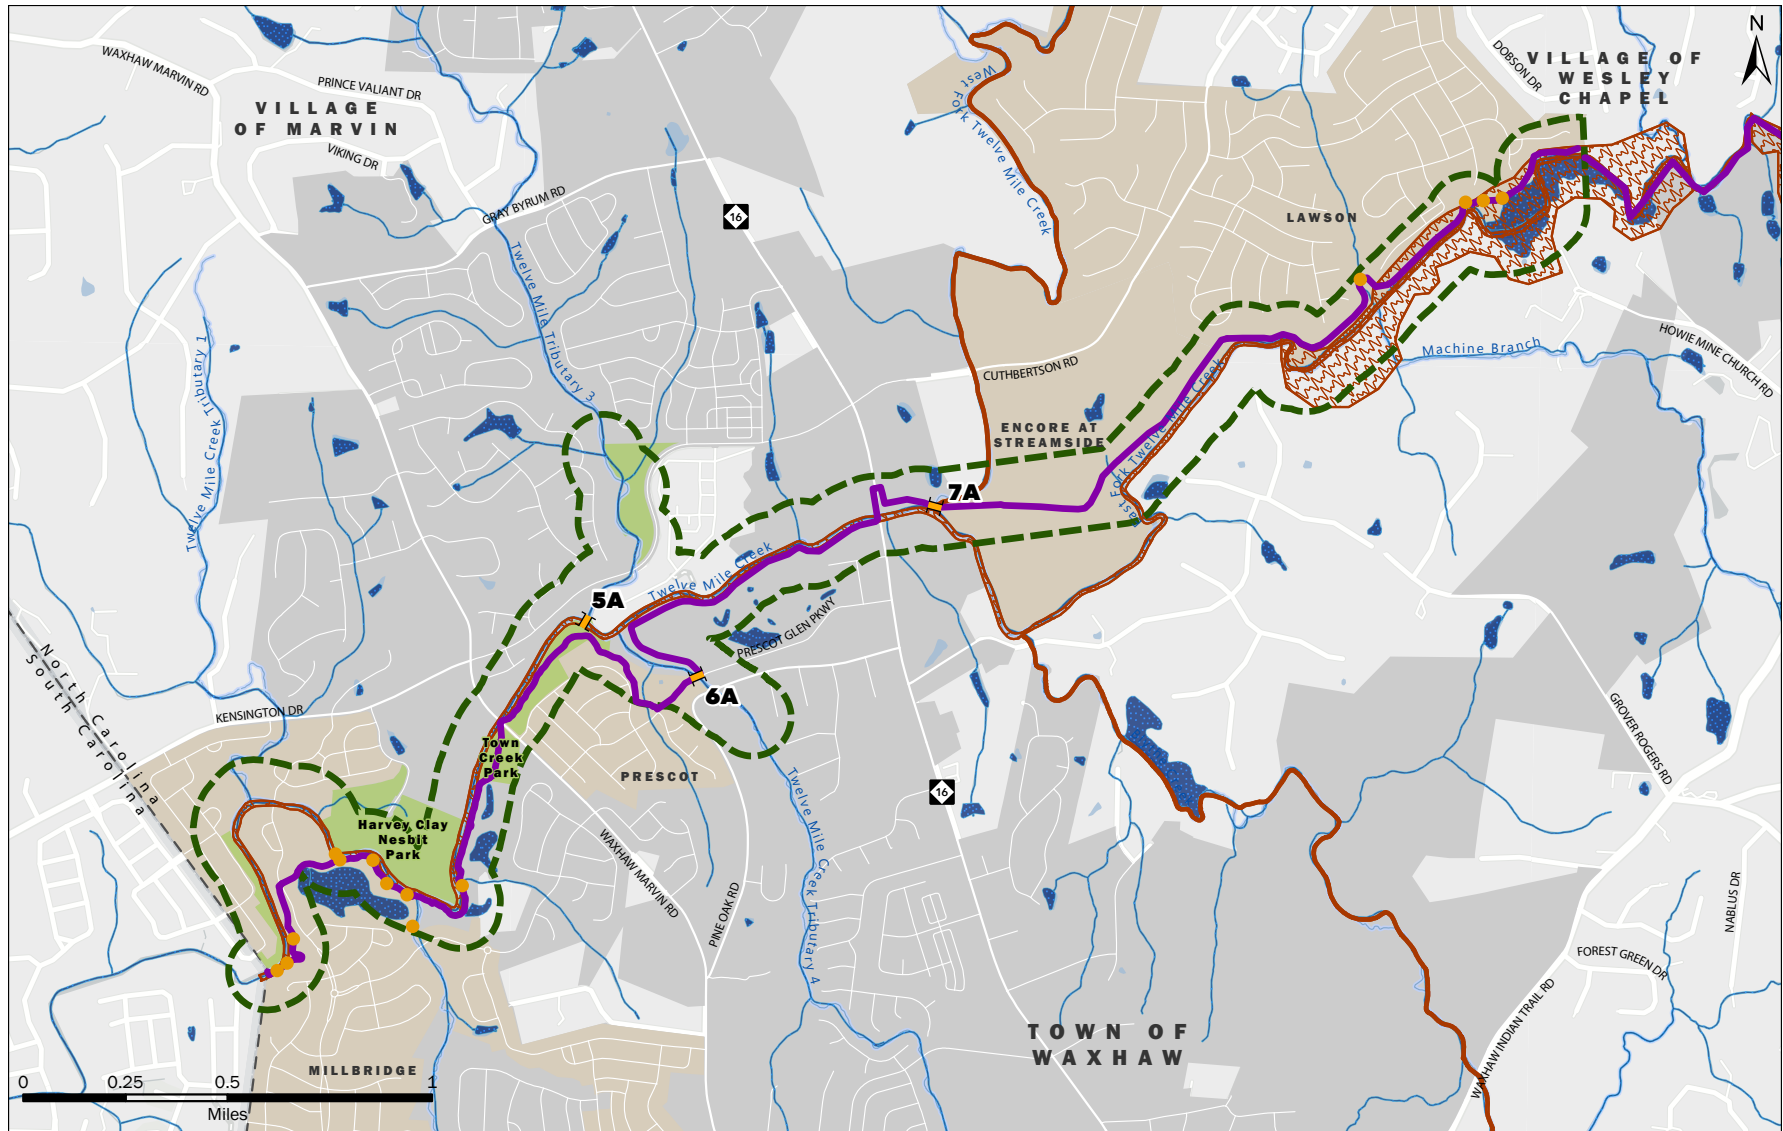 N
WAXHAW MARVIN RD
PRINCE VALIANT DR
VILLAGE
OF MARVIN
VIKING DR
GRAY BYRUM RD
16
West Fork Twelve Mile Creek
DOBSON DR
VILLAGE OF
WESLEY
CHAPEL
LAWSON
Twelve Mile Tributary 3
Twelve Mile Creek Tributary 1
CUTHBERTSON RD
Machine Branch
HOWIE MINE CHURCH RD
ENCORE AT
STREAMSIDE
East Fork Twelve Mile Creek
7A
Twelve Mile Creek
5A
PRESCOT GLEN PKWY
6A
North Carolina
South Carolina
KENSINGTON DR
Town
Creek
Park
PRESCOT
GROVER ROGERS RD
16
Harvey Clay
Nesbit
Park
WAXHAW MARVIN RD
PINE OAK RD
Twelve Mile Creek Tributary 4
NABLUS DR
FOREST GREEN DR
WAXHAW INDIAN TRAIL RD
TOWN OF
WAXHAW
MILLBRIDGE
0 0.25 0.5 1
Miles